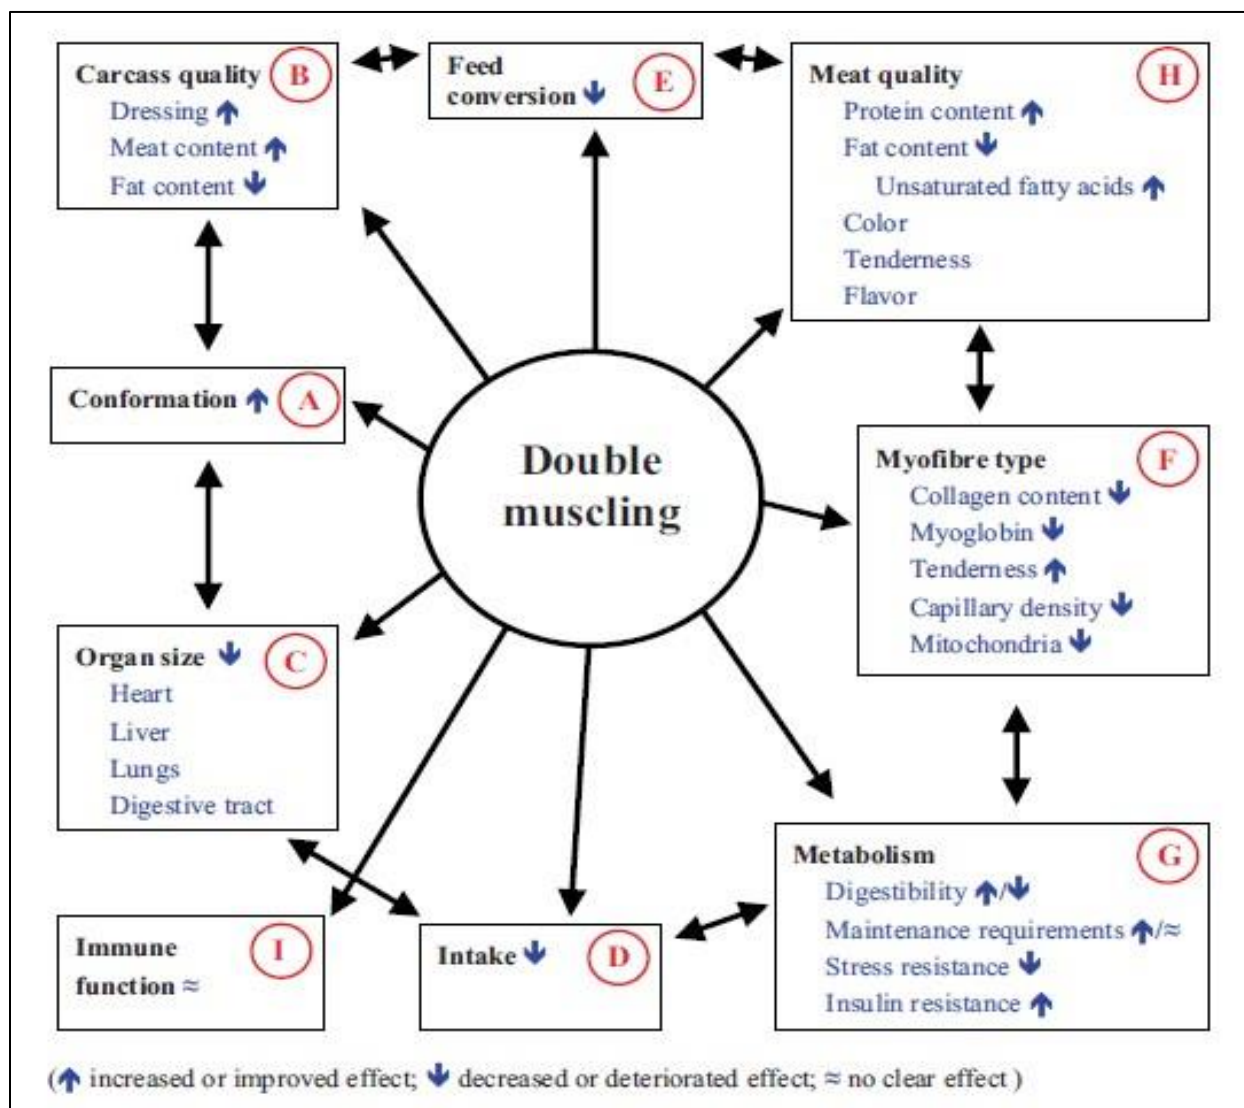 Carcass quality B
Dressing ↑
Meat content ↑
Fat content ↓
Feed E
conversion ↓
Meat quality H
Protein content ↑
Fat content ↓
Unsaturated fatty acids ↑
Color
Tenderness
Flavor
Conformation ↑ A
Double
muscling
Myofibre type F
Collagen content ↓
Myoglobin ↓
Tenderness ↑
Capillary density ↓
Mitochondria ↓
Organ size ↓ C
Heart
Liver
Lungs
Digestive tract
Metabolism G
Digestibility ↑/↓
Maintenance requirements ↑/≈
Stress resistance ↓
Insulin resistance ↑
Immune I
function ≈
Intake ↓ D
(↑ increased or improved effect; ↓ decreased or deteriorated effect; ≈ no clear effect )